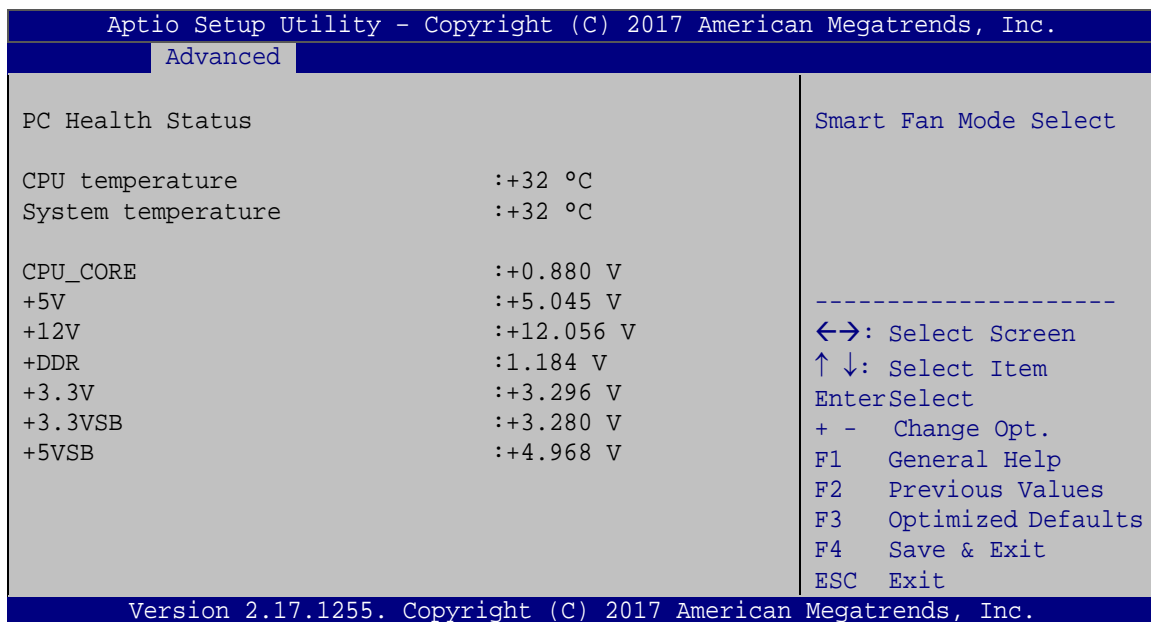 Aptio Setup Utility – Copyright (C) 2017 American Megatrends, Inc.
Advanced
PC Health Status
CPU temperature :+32 °C
System temperature :+32 °C
CPU_CORE :+0.880 V
+5V :+5.045 V
+12V :+12.056 V
+DDR :1.184 V
+3.3V :+3.296 V
+3.3VSB :+3.280 V
+5VSB :+4.968 V
Smart Fan Mode Select
---------------------
←→: Select Screen
↑ ↓: Select Item
EnterSelect
+ - Change Opt.
F1 General Help
F2 Previous Values
F3 Optimized Defaults
F4 Save & Exit
ESC Exit
Version 2.17.1255. Copyright (C) 2017 American Megatrends, Inc.